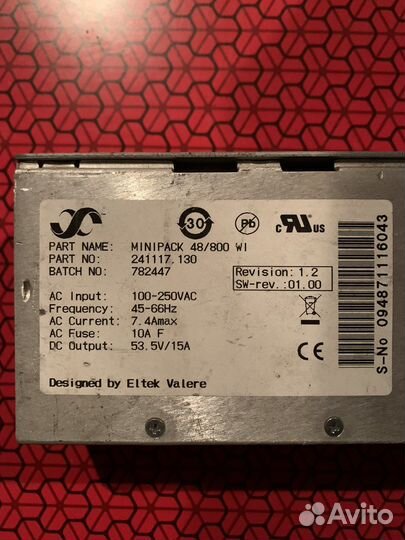 30
Pb
c RU US
PART NAME: MINIPACK 48/800 WI
PART NO: 241117.130
BATCH NO: 782447
Revision: 1.2
SW-rev.:01.00
AC Input: 100-250VAC
Frequency: 45-66Hz
AC Current: 7.4Amax
AC Fuse: 10A F
DC Output: 53.5V/15A
CE
Designed by Eltek Valere
S-No 094871116043
Avito